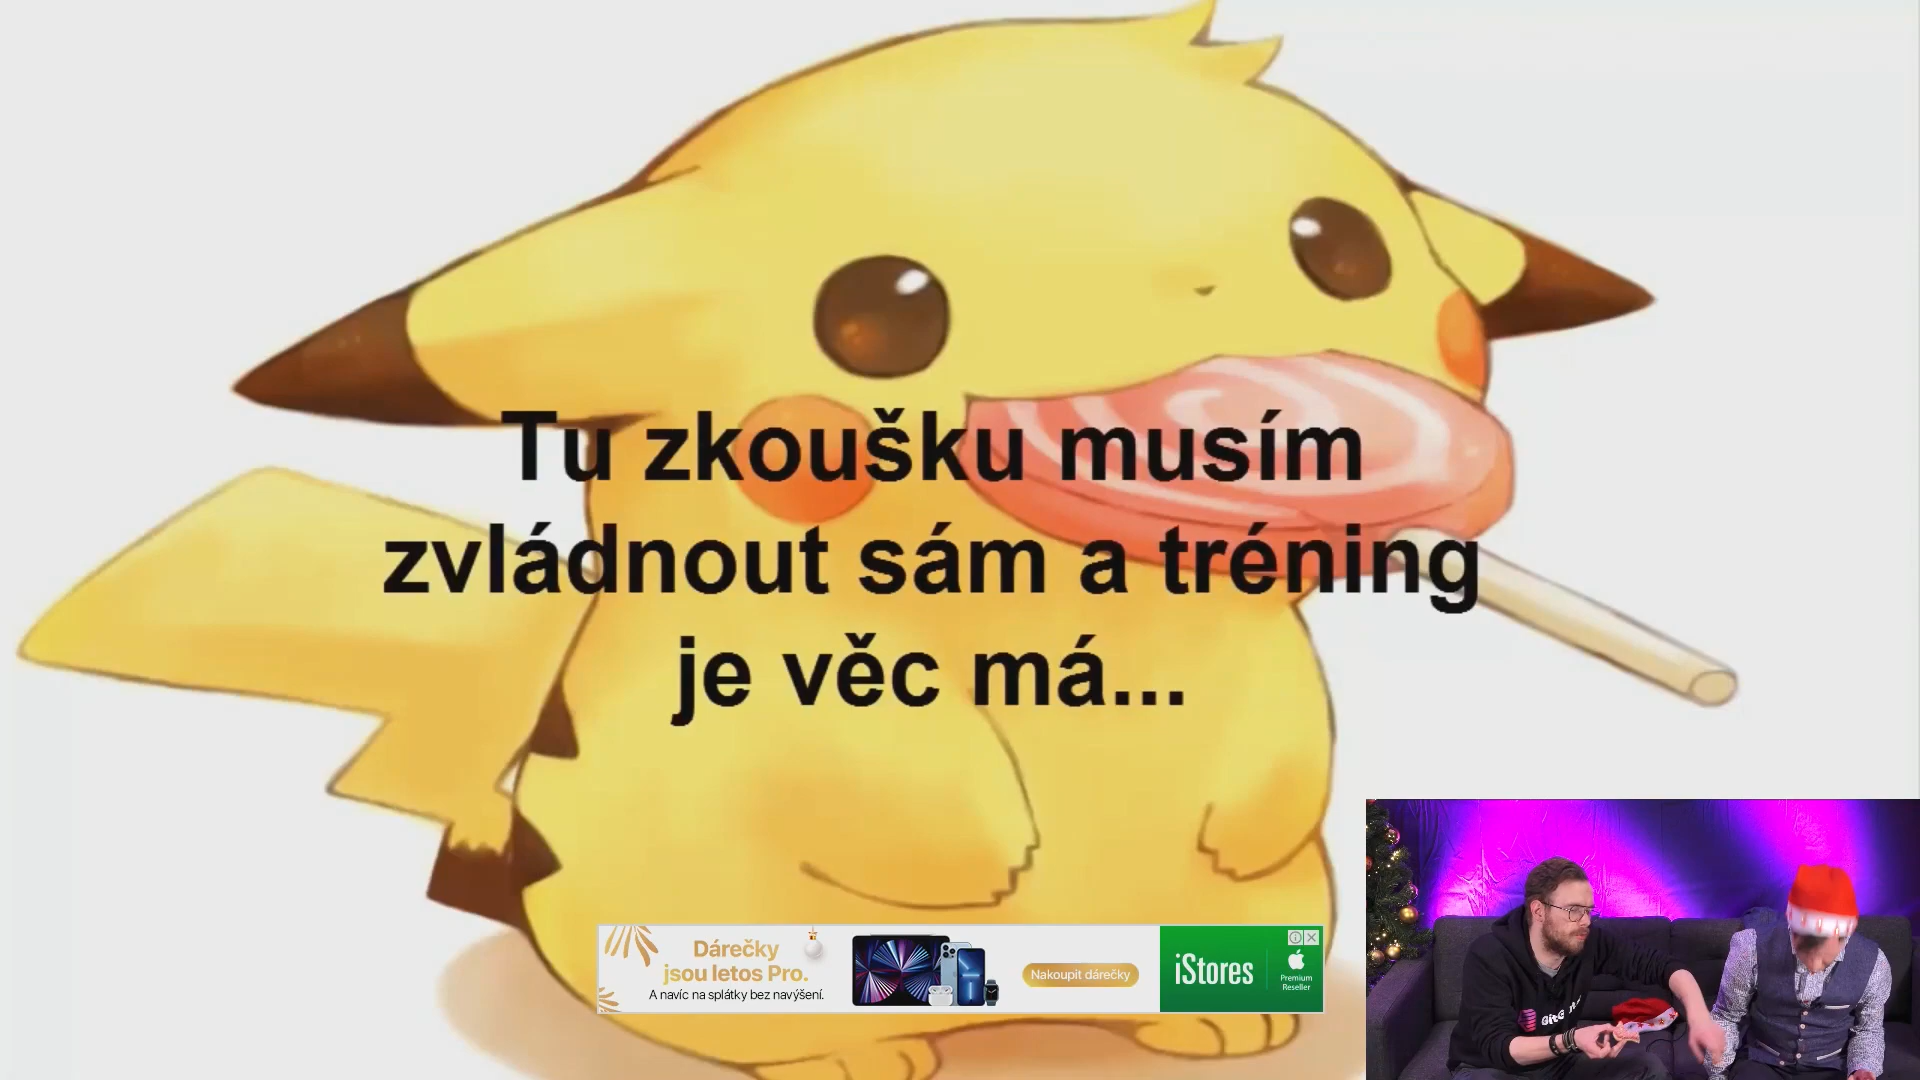 Tu zkoušku musím
zvládnout sám a tréning
je věc má...
Dárečky
jsou letos Pro.
A navíc na splátky bez navýšení.
Nakoupit dárečky
iStores
Premium
Reseller